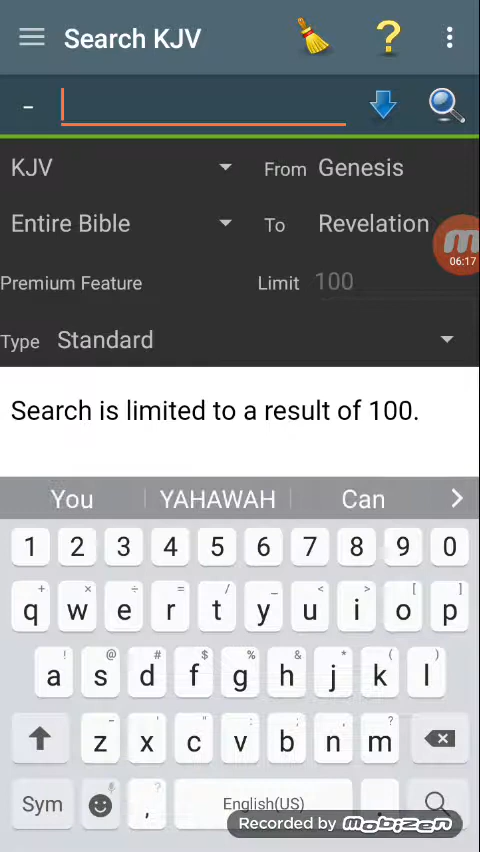 Search KJV
?
-
KJV From Genesis
Entire Bible To Revelation
06:17
Premium Feature Limit 100
Type Standard
Search is limited to a result of 100.
You YAHAWAH Can
1 2 3 4 5 6 7 8 9 0
+ × ÷ = / _ < > [ ]
q w e r t y u i o p
! @ # $ % ^ & * ( )
a s d f g h j k l
- ' " : ; , ?
z x c v b n m
Sym , ? English(US) .
Recorded by mobizen